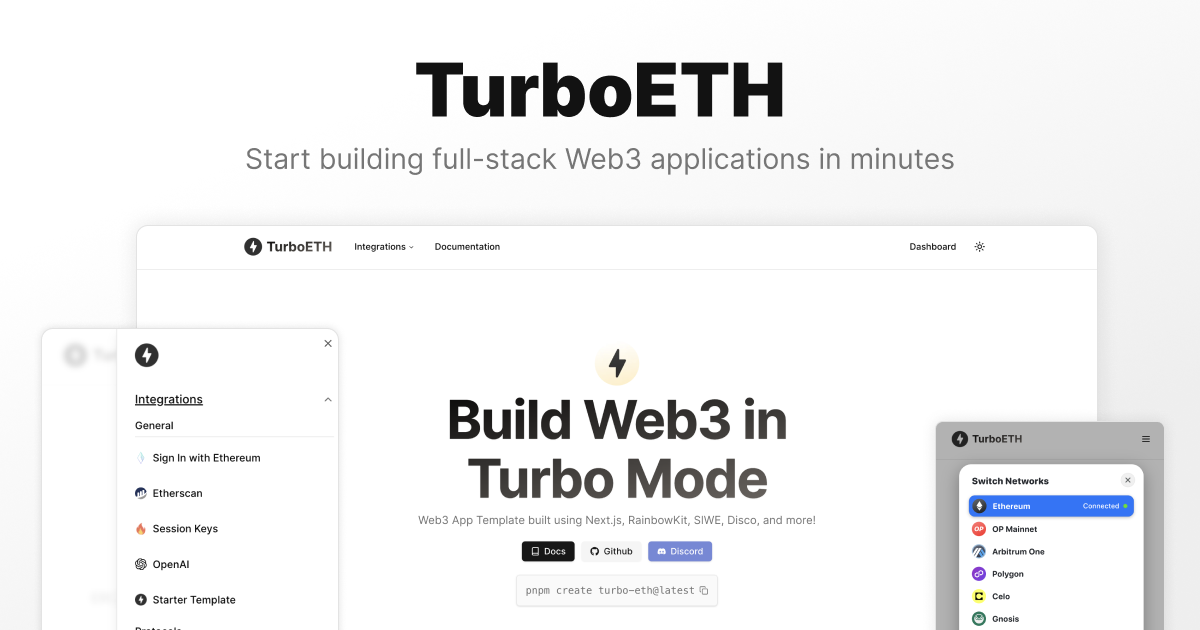 TurboETH
Start building full-stack Web3 applications in minutes
TurboETH
Integrations
Documentation
Dashboard
Integrations
General
Sign In with Ethereum
Etherscan
Session Keys
OpenAI
Starter Template
Build Web3 in
Turbo Mode
Web3 App Template built using Next.js, RainbowKit, SIWE, Disco, and more!
Docs
Github
Discord
pnpm create turbo-eth@latest
TurboETH
Switch Networks
Ethereum
Connected
OP
OP Mainnet
Arbitrum One
Polygon
Celo
Gnosis